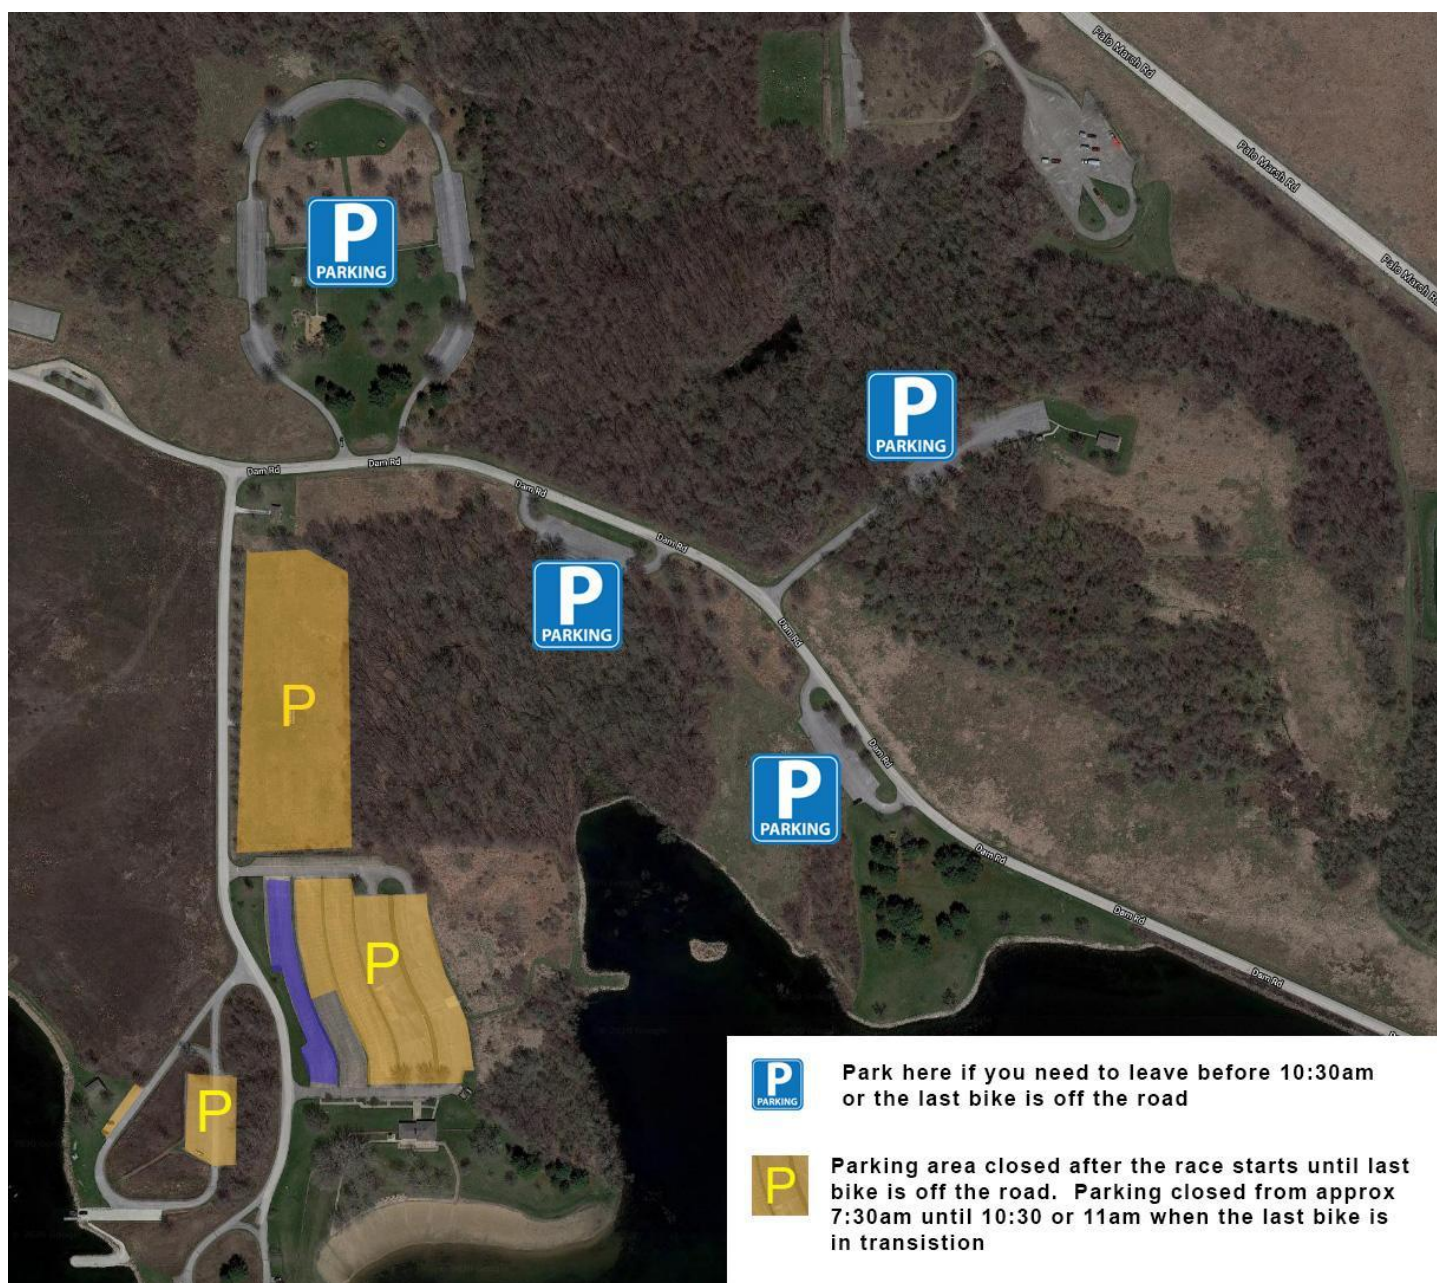 Palo Marsh Rd
Palo Marsh Rd
Palo Marsh Rd
P
PARKING
P
PARKING
Dam Rd
Dam Rd
Dam Rd
Dam Rd
P
PARKING
Dam Rd
P
Dam Rd
P
PARKING
Dam Rd
Dam Rd
P
Dam Rd
P
P
PARKING
Park here if you need to leave before 10:30am
or the last bike is off the road
P
Parking area closed after the race starts until last
bike is off the road. Parking closed from approx
7:30am until 10:30 or 11am when the last bike is
in transistion